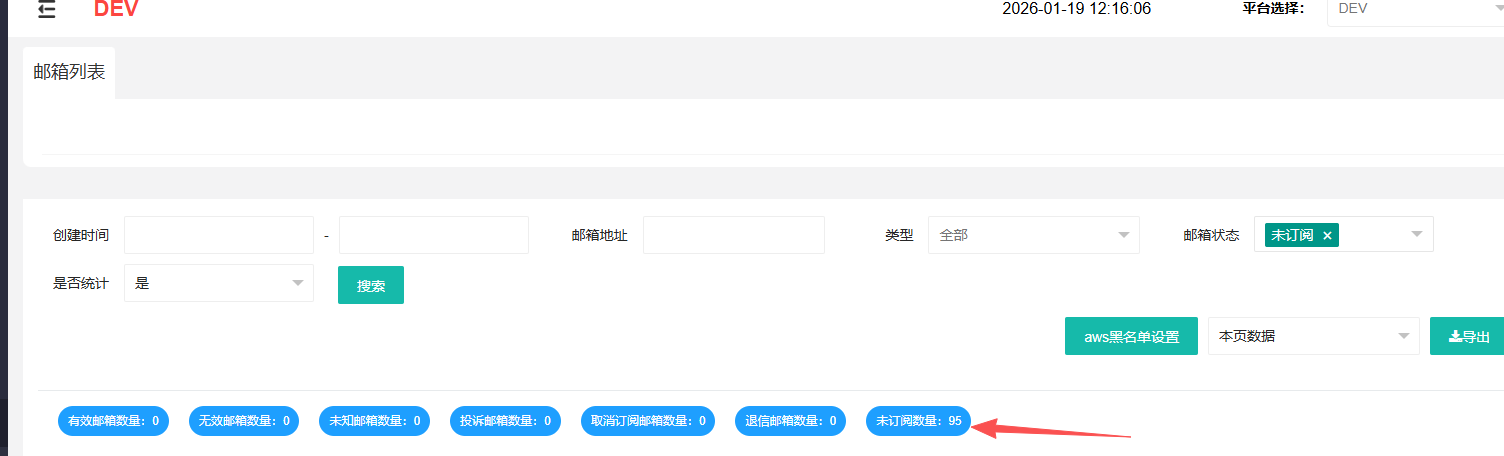 DEV 2026-01-19 12:16:06 平台选择： DEV
邮箱列表
创建时间 - 邮箱地址 类型 全部 邮箱状态 未订阅 ×
是否统计 是 搜索
aws黑名单设置 本页数据 导出
有效邮箱数量：0 无效邮箱数量：0 未知邮箱数量：0 投诉邮箱数量：0 取消订阅邮箱数量：0 退信邮箱数量：0 未订阅数量：95